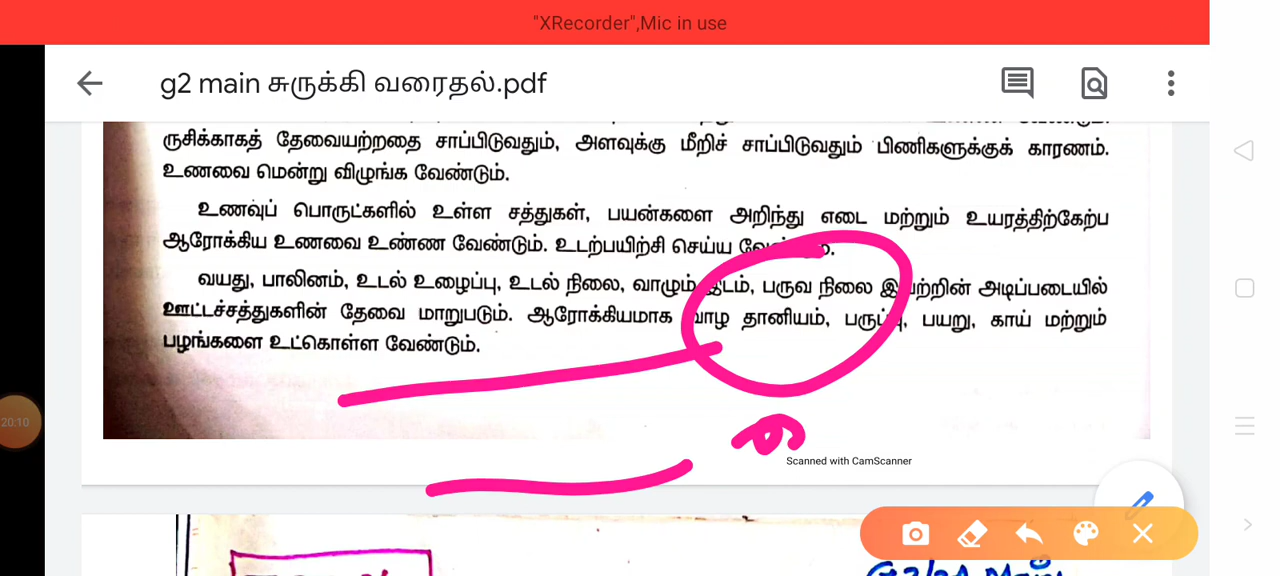 "XRecorder",Mic in use
g2 main சுருக்கி வரைதல்.pdf
ருசிக்காகத் தேவையற்றதை சாப்பிடுவதும், அளவுக்கு மீறிச் சாப்பிடுவதும் பிணிகளுக்குக் காரணம்.
உணவை மென்று விழுங்க வேண்டும்.
உணவுப் பொருட்களில் உள்ள சத்துகள், பயன்களை அறிந்து எடை மற்றும் உயரத்திற்கேற்ப
ஆரோக்கிய உணவை உண்ண வேண்டும். உடற்பயிற்சி செய்ய வேண்டும்.
வயது, பாலினம், உடல் உழைப்பு, உடல் நிலை, வாழும் இடம், பருவ நிலை இவற்றின் அடிப்படையில்
ஊட்டச்சத்துகளின் தேவை மாறுபடும். ஆரோக்கியமாக வாழ தானியம், பருப்பு, பயறு, காய் மற்றும்
பழங்களை உட்கொள்ள வேண்டும்.
20:10
Scanned with CamScanner